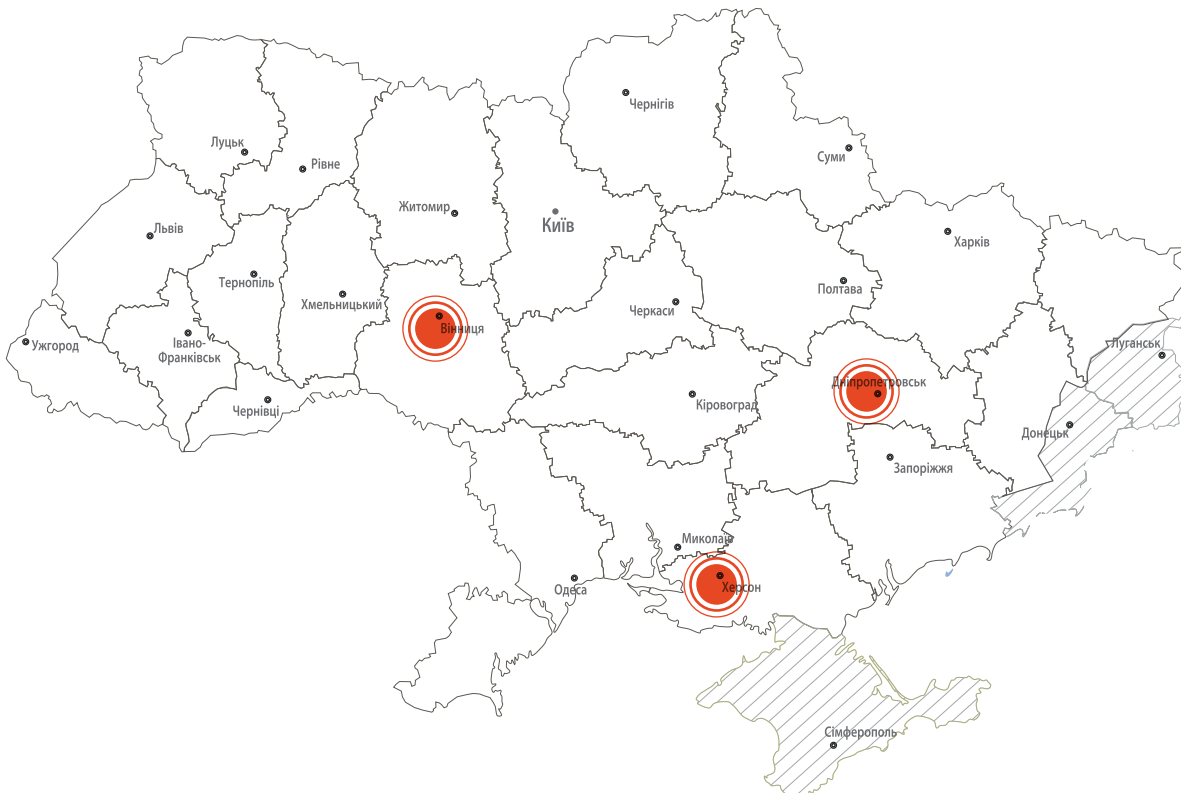 Чернігів
Луцьк
Суми
Рівне
Житомир
Київ
Львів
Харків
Тернопіль
Хмельницький
Полтава
Черкаси
Вінниця
Ужгород
Івано-
Франківськ
Луганськ
Дніпропетровськ
Чернівці
Кіровоград
Донецьк
Запоріжжя
Миколаїв
Одеса
Херсон
Сімферополь